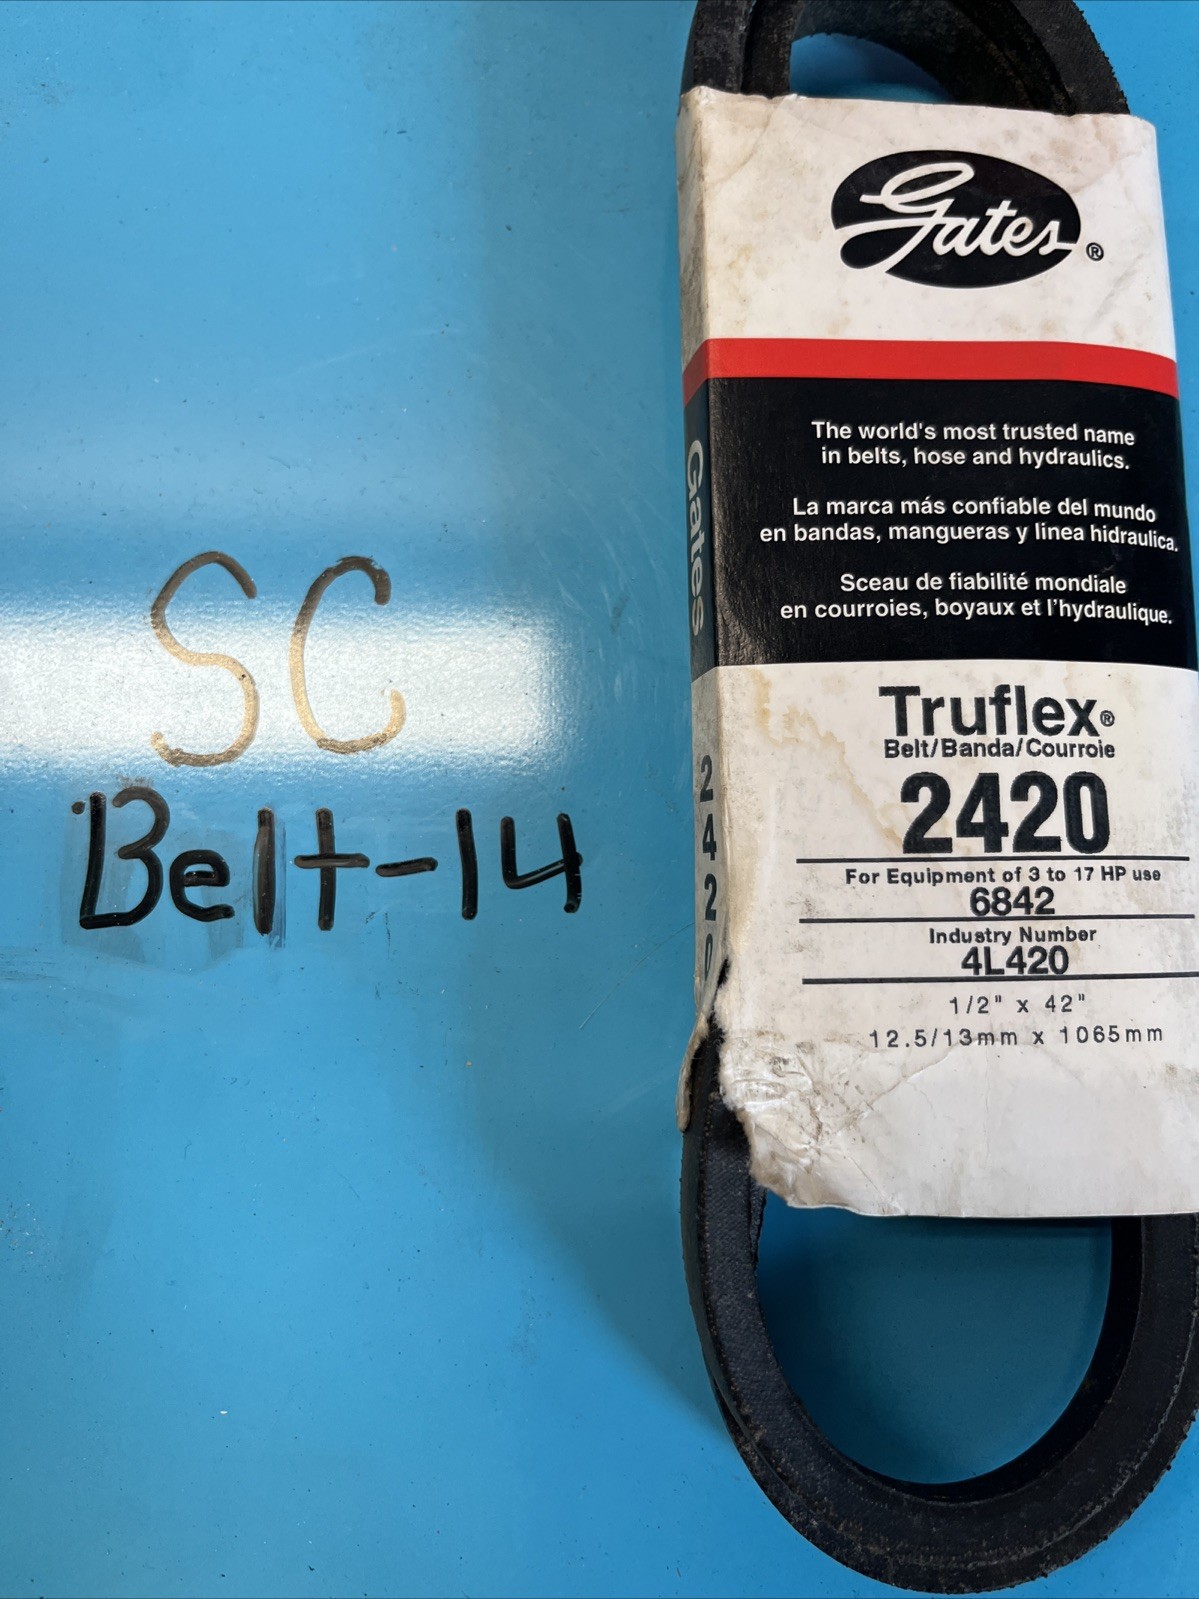 SC
Belt-14
Gates®
The world's most trusted name
in belts, hose and hydraulics.
La marca más confiable del mundo
en bandas, mangueras y línea hidraulica.
Sceau de fiabilité mondiale
en courroies, boyaux et l'hydraulique.
Truflex®
Belt/Banda/Courroie
2420
For Equipment of 3 to 17 HP use
6842
Industry Number
4L420
1/2" x 42"
12.5/13mm x 1065mm
Gates
2420